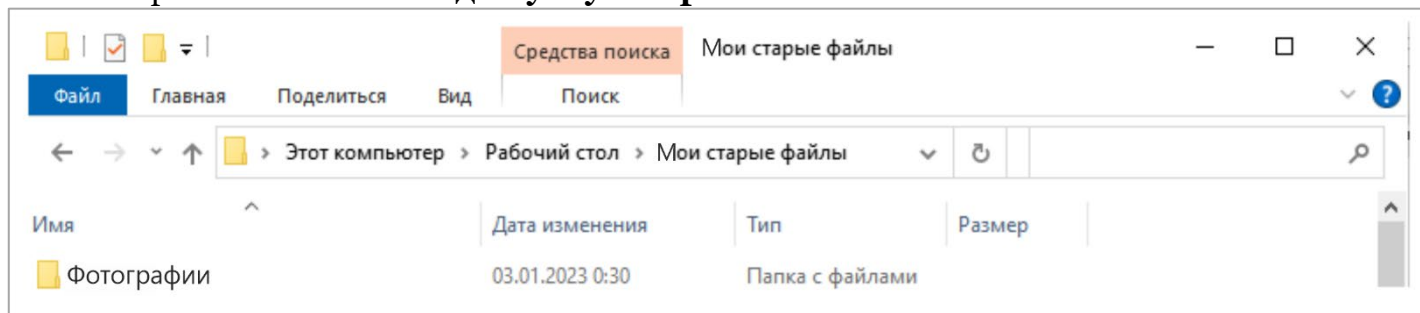 Средства поиска Мои старые файлы
Файл Главная Поделиться Вид Поиск
Этот компьютер > Рабочий стол > Мои старые файлы
Имя Дата изменения Тип Размер
Фотографии 03.01.2023 0:30 Папка с файлами